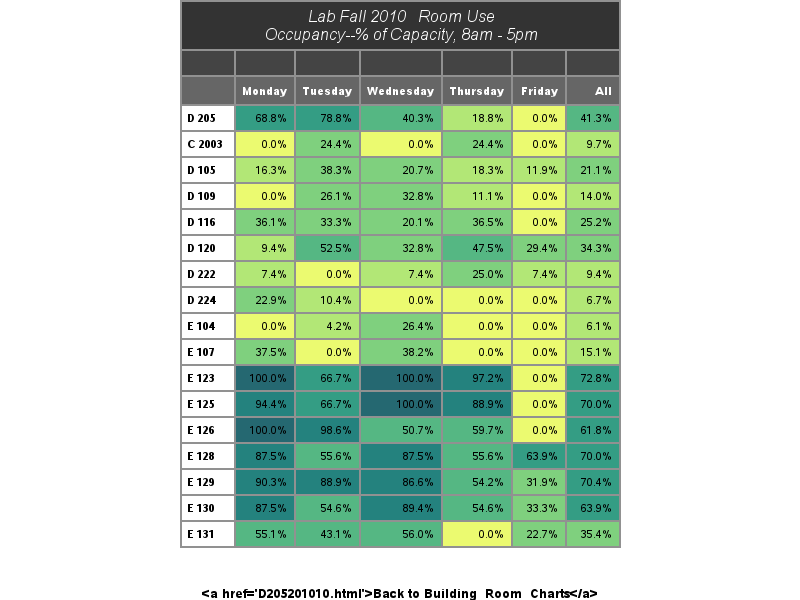 Lab Fall 2010 Room Use
Occupancy--% of Capacity, 8am - 5pm
Monday Tuesday Wednesday Thursday Friday All
D 205 68.8% 78.8% 40.3% 18.8% 0.0% 41.3%
C 2003 0.0% 24.4% 0.0% 24.4% 0.0% 9.7%
D 105 16.3% 38.3% 20.7% 18.3% 11.9% 21.1%
D 109 0.0% 26.1% 32.8% 11.1% 0.0% 14.0%
D 116 36.1% 33.3% 20.1% 36.5% 0.0% 25.2%
D 120 9.4% 52.5% 32.8% 47.5% 29.4% 34.3%
D 222 7.4% 0.0% 7.4% 25.0% 7.4% 9.4%
D 224 22.9% 10.4% 0.0% 0.0% 0.0% 6.7%
E 104 0.0% 4.2% 26.4% 0.0% 0.0% 6.1%
E 107 37.5% 0.0% 38.2% 0.0% 0.0% 15.1%
E 123 100.0% 66.7% 100.0% 97.2% 0.0% 72.8%
E 125 94.4% 66.7% 100.0% 88.9% 0.0% 70.0%
E 126 100.0% 98.6% 50.7% 59.7% 0.0% 61.8%
E 128 87.5% 55.6% 87.5% 55.6% 63.9% 70.0%
E 129 90.3% 88.9% 86.6% 54.2% 31.9% 70.4%
E 130 87.5% 54.6% 89.4% 54.6% 33.3% 63.9%
E 131 55.1% 43.1% 56.0% 0.0% 22.7% 35.4%
<a href='D205201010.html'>Back to Building_Room_Charts</a>